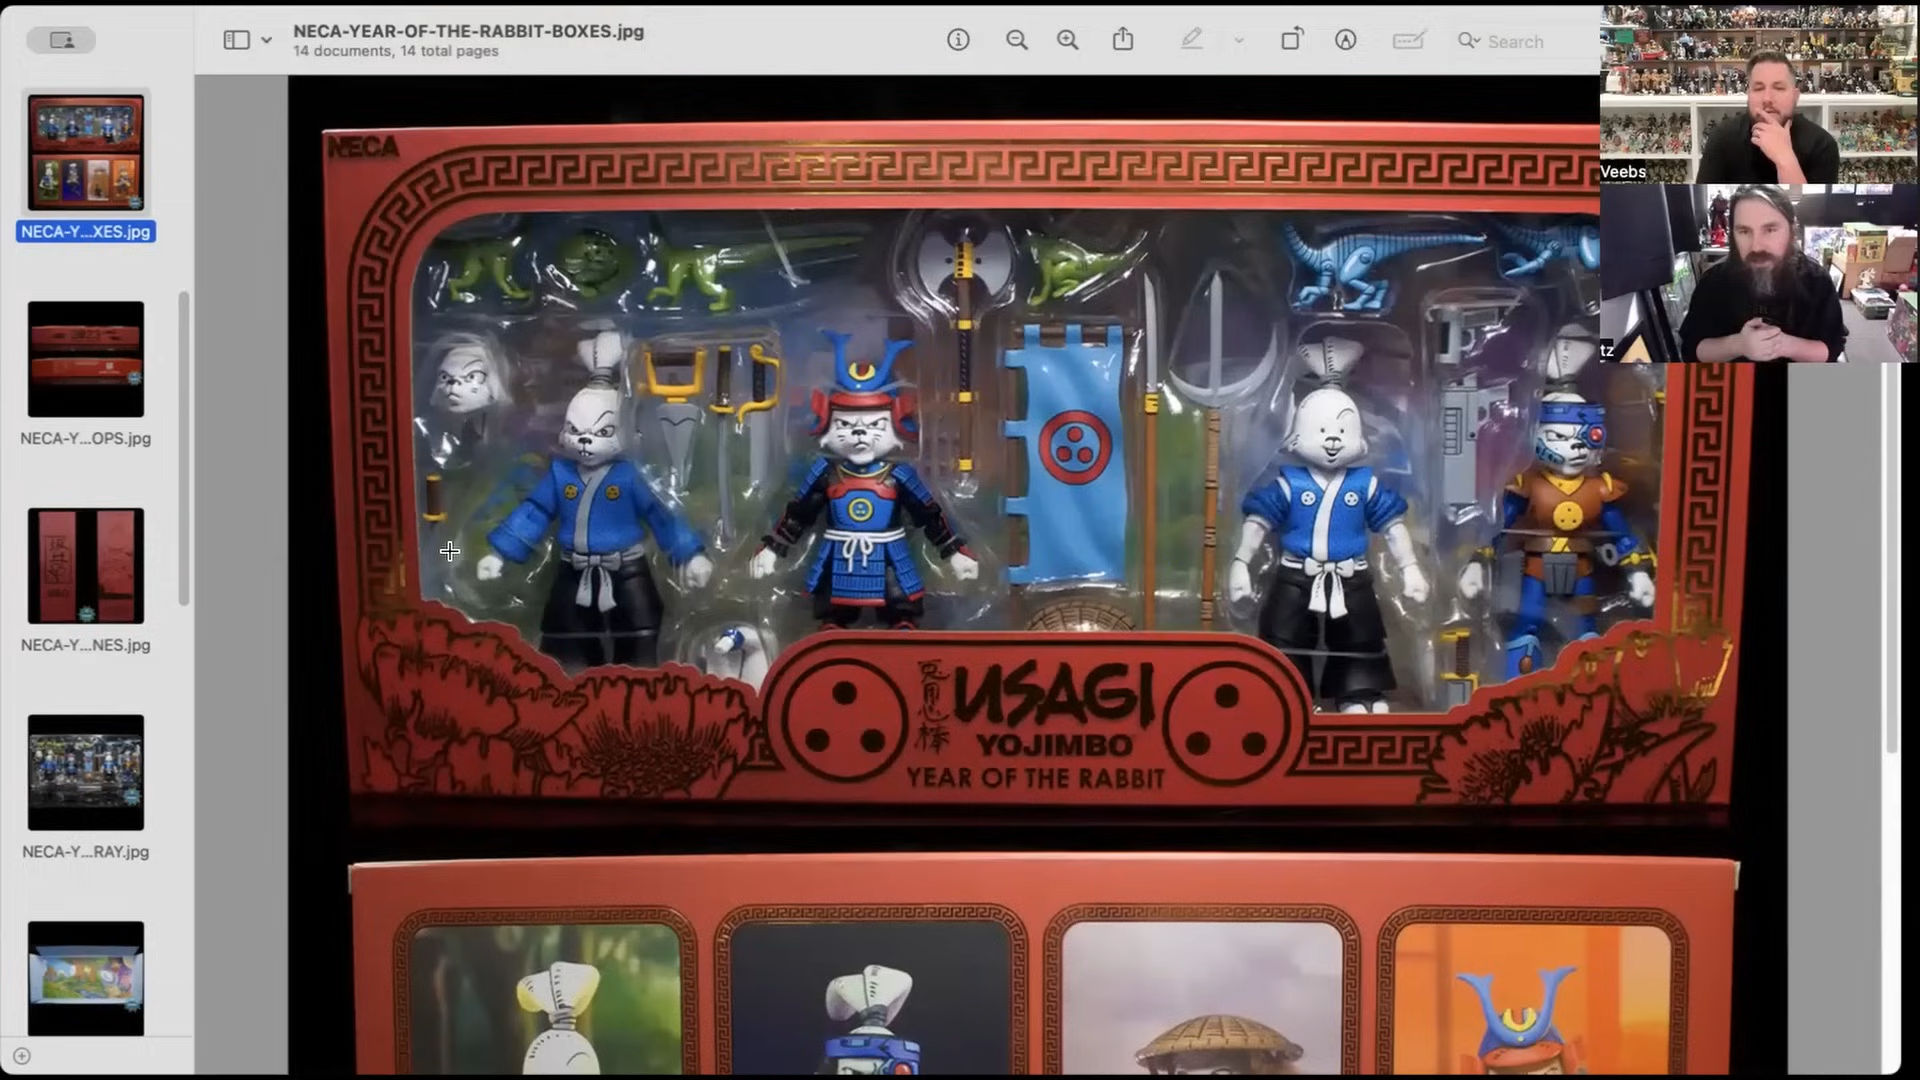 NECA-YEAR-OF-THE-RABBIT-BOXES.jpg
14 documents, 14 total pages
Search
NECA-Y...XES.jpg
NECA-Y...OPS.jpg
NECA-Y...NES.jpg
NECA-Y...RAY.jpg
Veebs
tz
NECA
USAGI
YOJIMBO
YEAR OF THE RABBIT